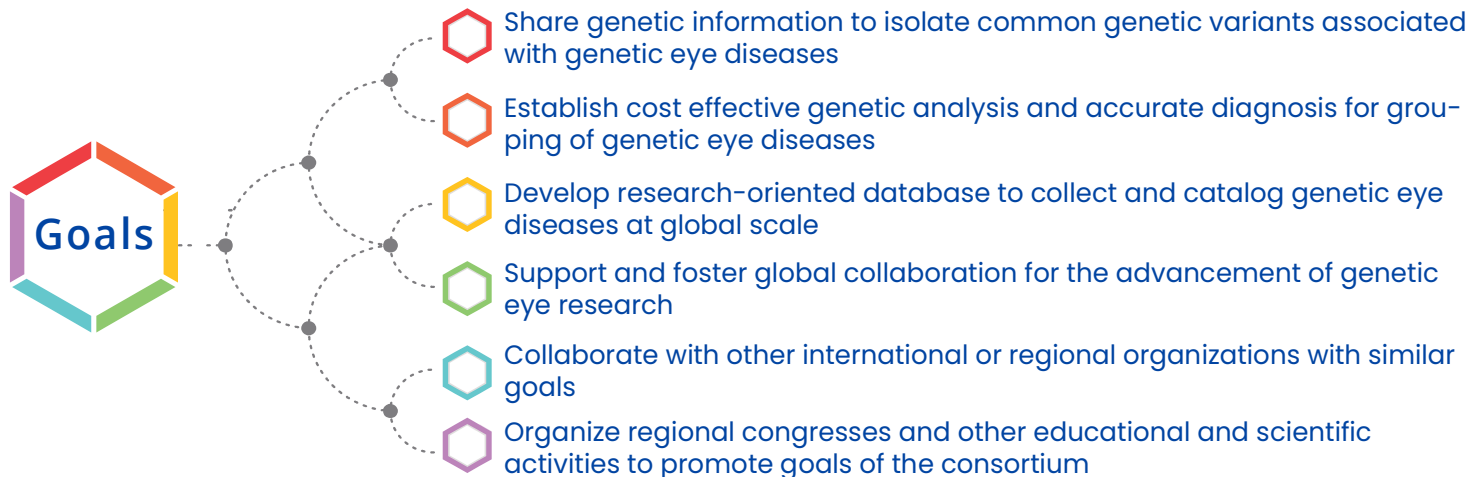 Goals
Share genetic information to isolate common genetic variants associated
with genetic eye diseases
Establish cost effective genetic analysis and accurate diagnosis for grou-
ping of genetic eye diseases
Develop research-oriented database to collect and catalog genetic eye
diseases at global scale
Support and foster global collaboration for the advancement of genetic
eye research
Collaborate with other international or regional organizations with similar
goals
Organize regional congresses and other educational and scientific
activities to promote goals of the consortium